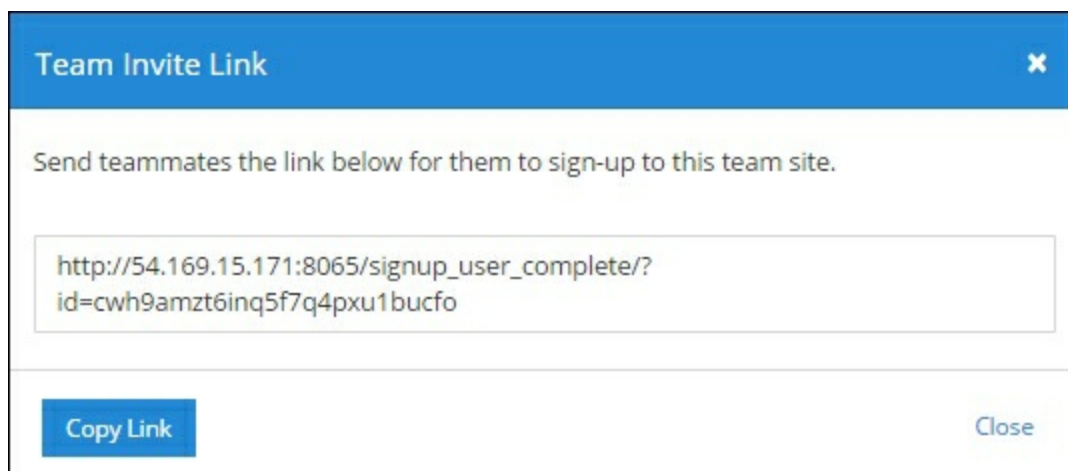 Team Invite Link
Send teammates the link below for them to sign-up to this team site.
http://54.169.15.171:8065/signup_user_complete/?
id=cwh9amzt6inq5f7q4pxu1bucfo
Copy Link
Close